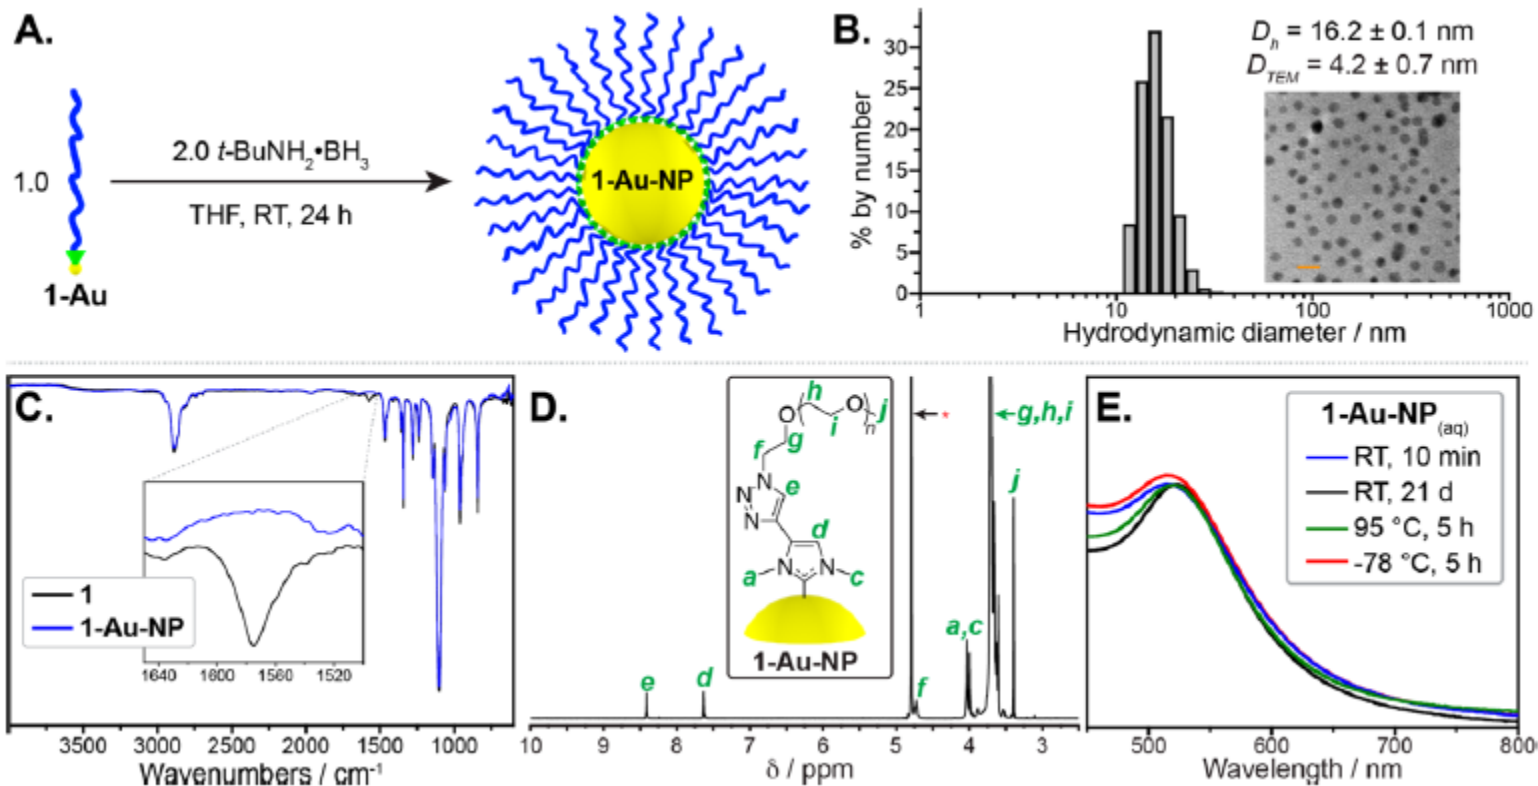 A.
1.0
1-Au
2.0 t-BuNH2•BH3
THF, RT, 24 h
1-Au-NP
B.
Dh = 16.2 ± 0.1 nm
DTEM = 4.2 ± 0.7 nm
% by number
30
25
20
15
10
5
0
1 10 100 1000
Hydrodynamic diameter / nm
C.
1
1-Au-NP
1640 1600 1560 1520
3500 3000 2500 2000 1500 1000
Wavenumbers / cm-1
D.
h
O ( O ) j
n
i
g
f
N
N e
N
d
a N N c
1-Au-NP
*
g,h,i
j
a,c
f
e
d
10 9 8 7 6 5 4 3
δ / ppm
E.
1-Au-NP(aq)
RT, 10 min
RT, 21 d
95 °C, 5 h
-78 °C, 5 h
500 600 700 800
Wavelength / nm